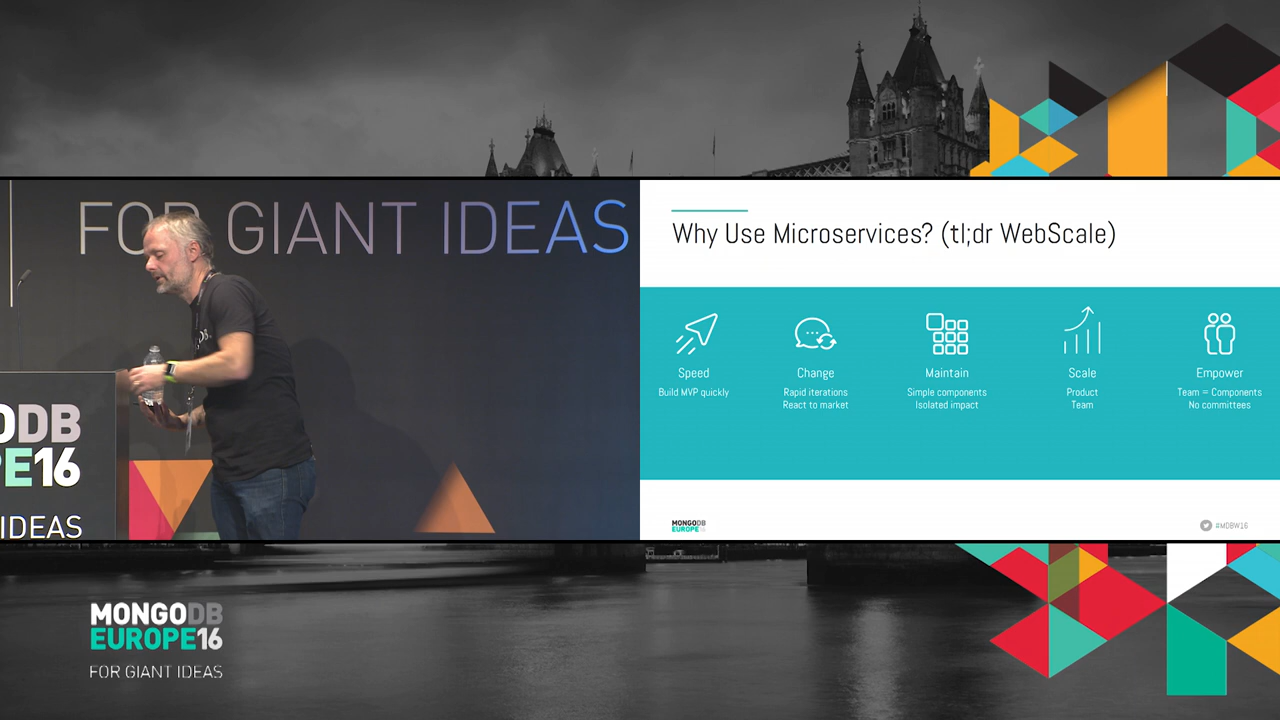 FOR GIANT IDEAS
ODB
PE16
IDEAS
Why Use Microservices? (tl;dr WebScale)
Speed
Build MVP quickly
Change
Rapid iterations
React to market
Maintain
Simple components
Isolated impact
Scale
Product
Team
Empower
Team = Components
No committees
MONGODB
EUROPE16
#MDBW16
MONGODB
EUROPE16
FOR GIANT IDEAS